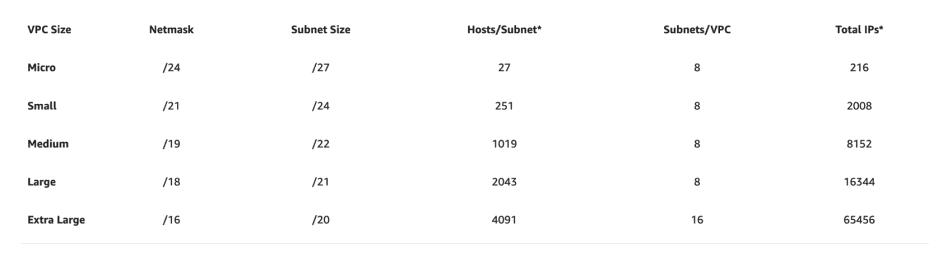 VPC Size Netmask Subnet Size Hosts/Subnet* Subnets/VPC Total IPs*
Micro /24 /27 27 8 216
Small /21 /24 251 8 2008
Medium /19 /22 1019 8 8152
Large /18 /21 2043 8 16344
Extra Large /16 /20 4091 16 65456